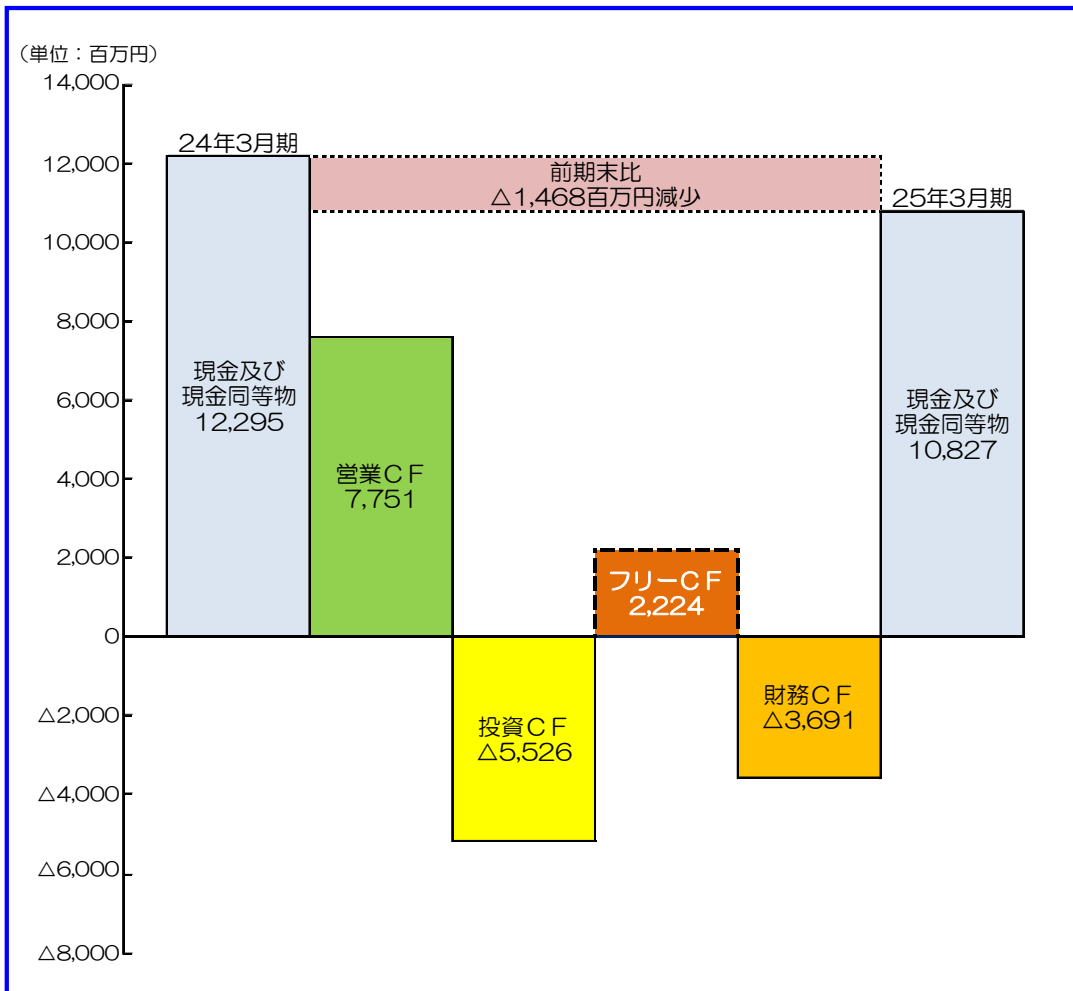 （単位：百万円）
14,000
12,000
10,000
8,000
6,000
4,000
2,000
0
△2,000
△4,000
△6,000
△8,000
24年3月期
前期末比
△1,468百万円減少
25年3月期
現金及び
現金同等物
12,295
営業ＣＦ
7,751
投資ＣＦ
△5,526
フリーＣＦ
2,224
財務ＣＦ
△3,691
現金及び
現金同等物
10,827